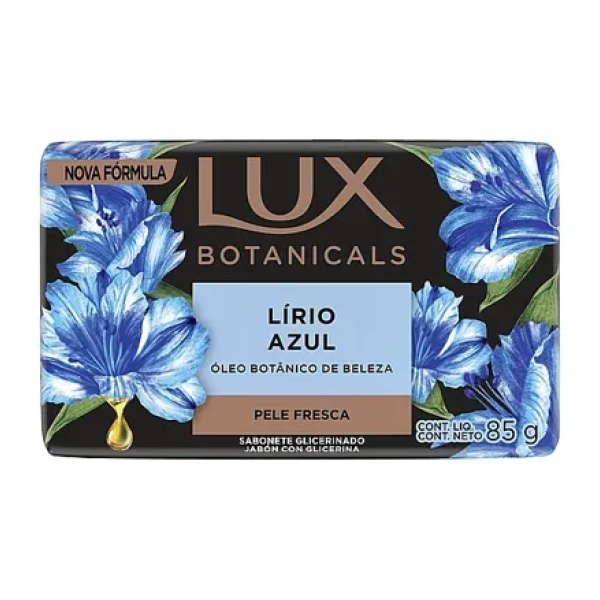 NOVA FÓRMULA
LUX
BOTANICALS
LÍRIO
AZUL
ÓLEO BOTÂNICO DE BELEZA
PELE FRESCA
SABONETE GLICERINADO
JABÓN CON GLICERINA
CONT. LIQ.
CONT. NETO 85 g